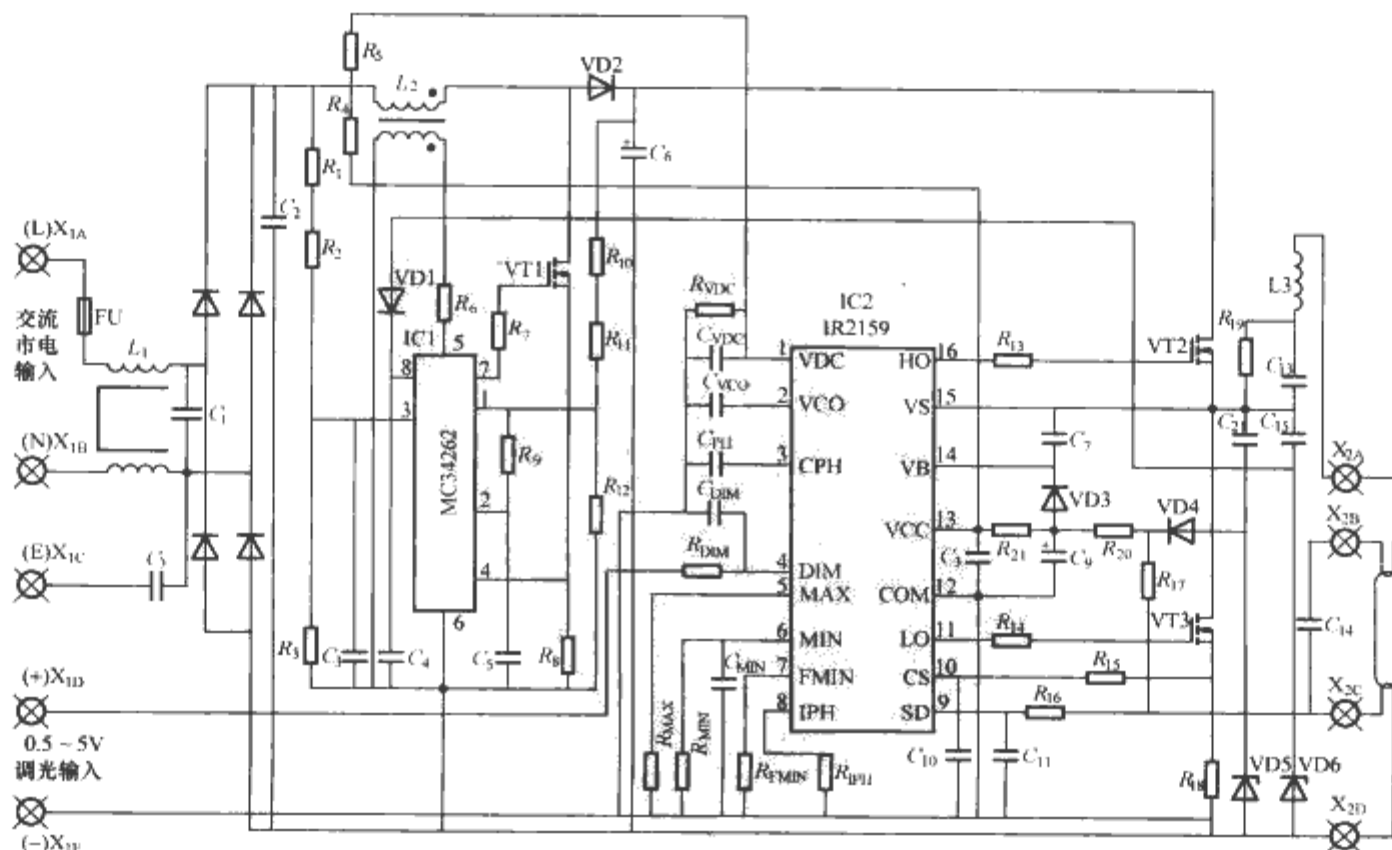 R5
L2
VD2
R4
C6
R1
C2
R2
(L)X1A
R10
L3
VD1
VT1
RVDC
IC2
IR2159
FU
R6
R19
交流
市电
输入
IC1
R7
R11
CVDC
R13
VT2
L1
5
8
7
1
VDC
HO
16
C13
C1
3
1
CVCO
2
VCO
VS
15
C21
C15
MC34262
R9
CPH
C7
(N)X1B
3
CPH
VB
14
X2A
2
R12
CDIM
VD3
VD4
X2B
VCC
13
(E)X1C
RDIM
R21
R20
C9
4
4
DIM
R17
5
MAX
COM
12
6
6
MIN
LO
11
R14
VT3
C14
R3
C3
C4
C5
R8
CMIN
7
FMIN
CS
10
R15
(+)X1D
8
IPH
SD
9
R16
X2C
0.5~5V
调光输入
RMAX
RMIN
RFMIN
RIPH
C10
C11
R18
VD5
VD6
X2D